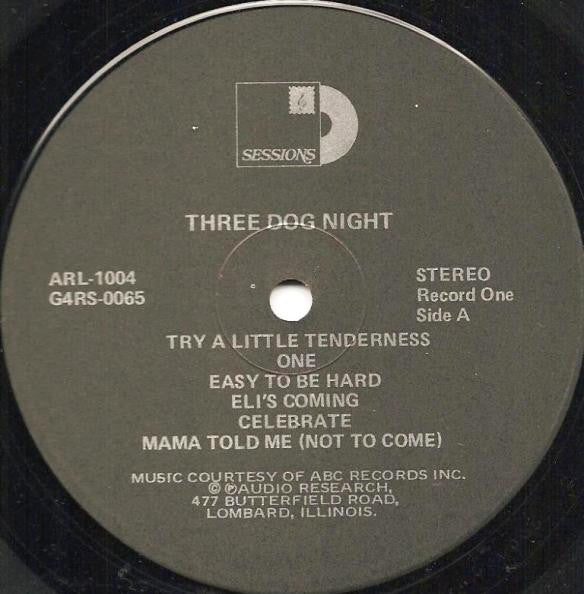 SESSIONS
THREE DOG NIGHT
ARL-1004
G4RS-0065
STEREO
Record One
Side A
TRY A LITTLE TENDERNESS
ONE
EASY TO BE HARD
ELI'S COMING
CELEBRATE
MAMA TOLD ME (NOT TO COME)
MUSIC COURTESY OF ABC RECORDS INC.
©℗AUDIO RESEARCH,
477 BUTTERFIELD ROAD,
LOMBARD, ILLINOIS.